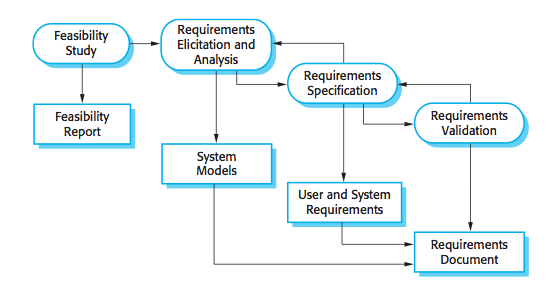 Feasibility
Study
Requirements
Elicitation and
Analysis
Requirements
Specification
Feasibility
Report
Requirements
Validation
System
Models
User and System
Requirements
Requirements
Document